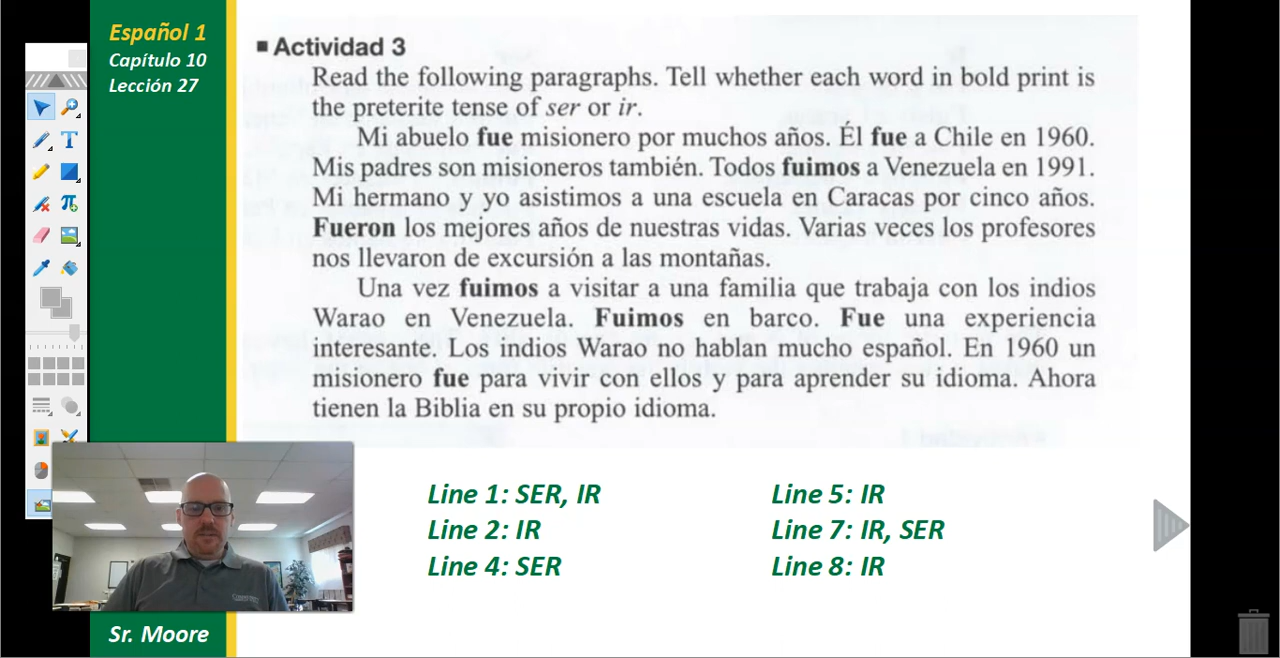 Español 1
Capítulo 10
Lección 27
■ Actividad 3
Read the following paragraphs. Tell whether each word in bold print is
the preterite tense of ser or ir.
Mi abuelo fue misionero por muchos años. Él fue a Chile en 1960.
Mis padres son misioneros también. Todos fuimos a Venezuela en 1991.
Mi hermano y yo asistimos a una escuela en Caracas por cinco años.
Fueron los mejores años de nuestras vidas. Varias veces los profesores
nos llevaron de excursión a las montañas.
Una vez fuimos a visitar a una familia que trabaja con los indios
Warao en Venezuela. Fuimos en barco. Fue una experiencia
interesante. Los indios Warao no hablan mucho español. En 1960 un
misionero fue para vivir con ellos y para aprender su idioma. Ahora
tienen la Biblia en su propio idioma.
Line 1: SER, IR
Line 2: IR
Line 4: SER
Line 5: IR
Line 7: IR, SER
Line 8: IR
Sr. Moore